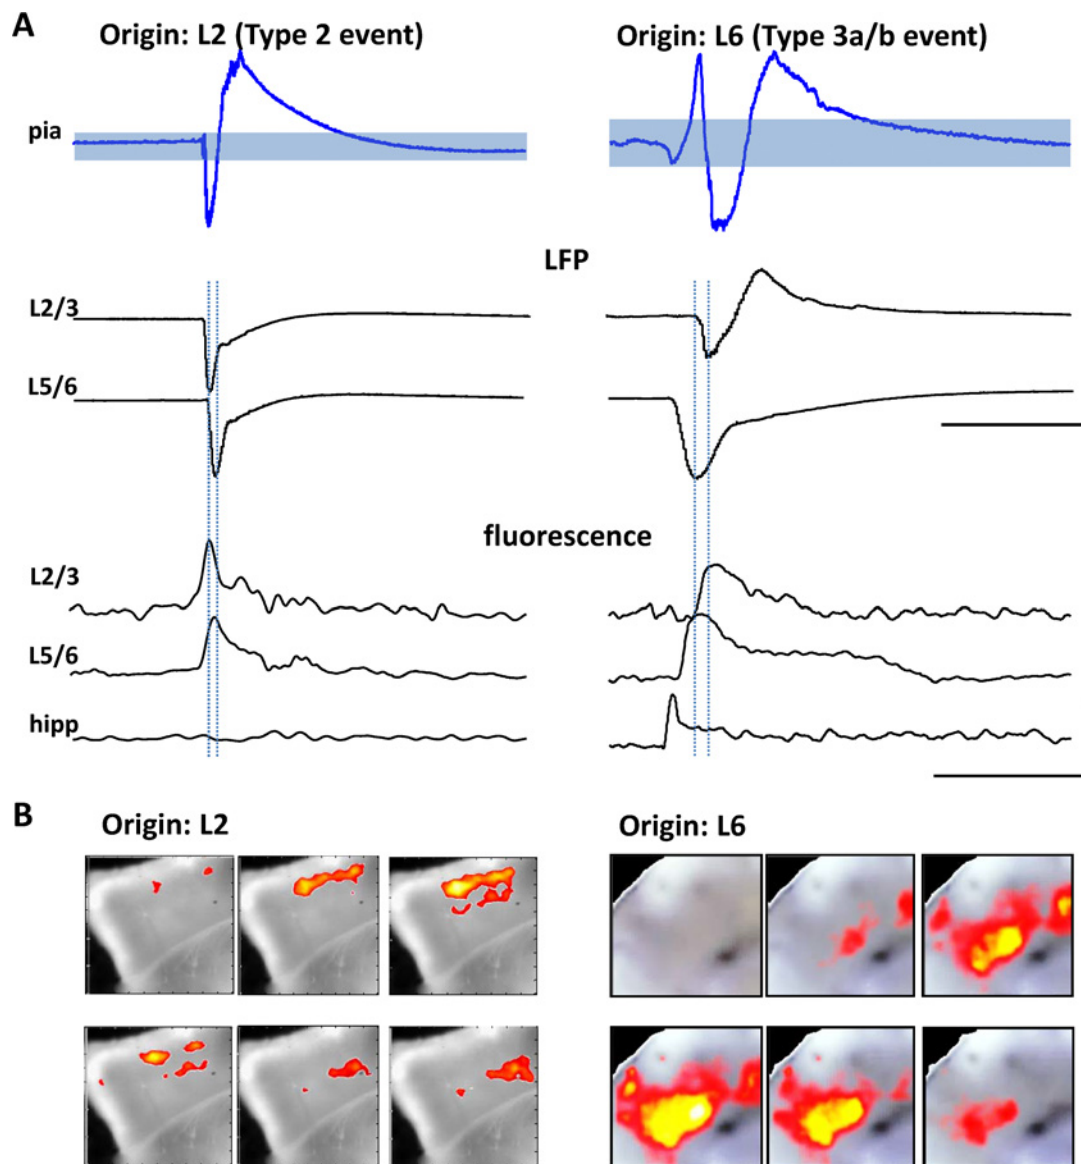 A
Origin: L2 (Type 2 event)
Origin: L6 (Type 3a/b event)
pia
LFP
L2/3
L5/6
fluorescence
L2/3
L5/6
hipp
B
Origin: L2
Origin: L6